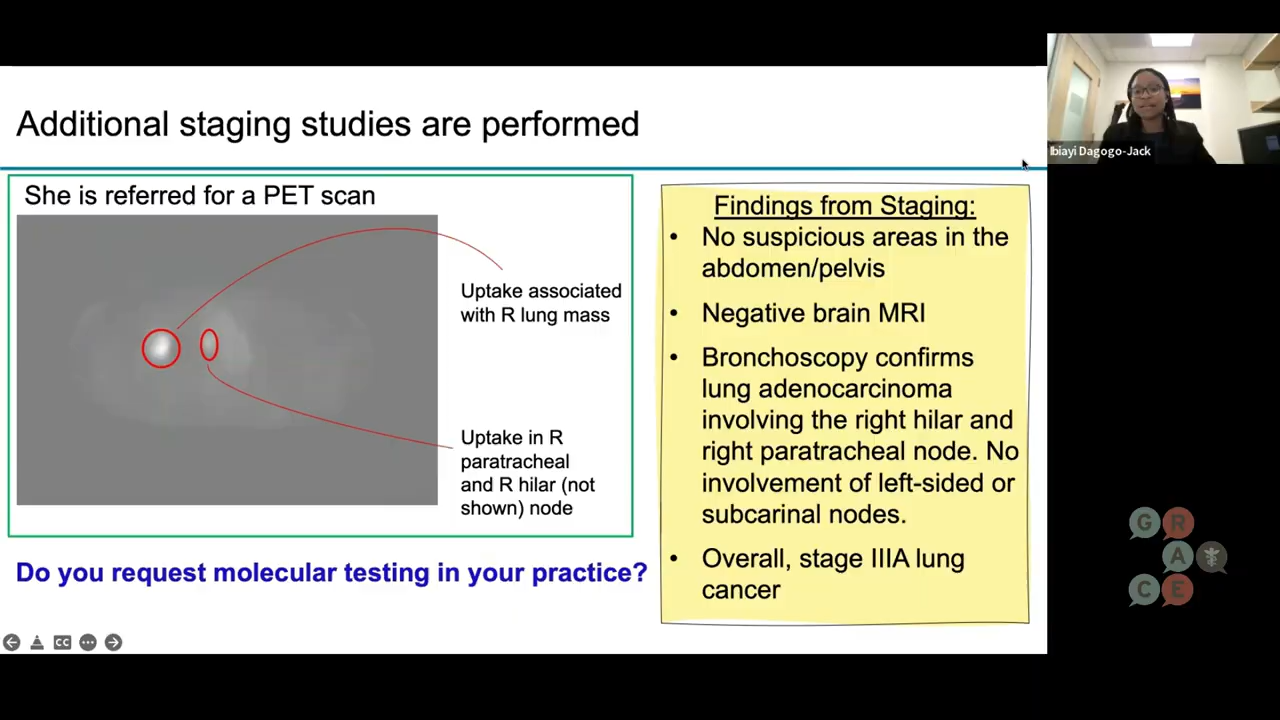 Additional staging studies are performed
She is referred for a PET scan
Uptake associated
with R lung mass
Uptake in R
paratracheal
and R hilar (not
shown) node
Do you request molecular testing in your practice?
Findings from Staging:
• No suspicious areas in the
abdomen/pelvis
• Negative brain MRI
• Bronchoscopy confirms
lung adenocarcinoma
involving the right hilar and
right paratracheal node. No
involvement of left-sided or
subcarinal nodes.
• Overall, stage IIIA lung
cancer
Ibiayi Dagogo-Jack
G R
A
C E
CC